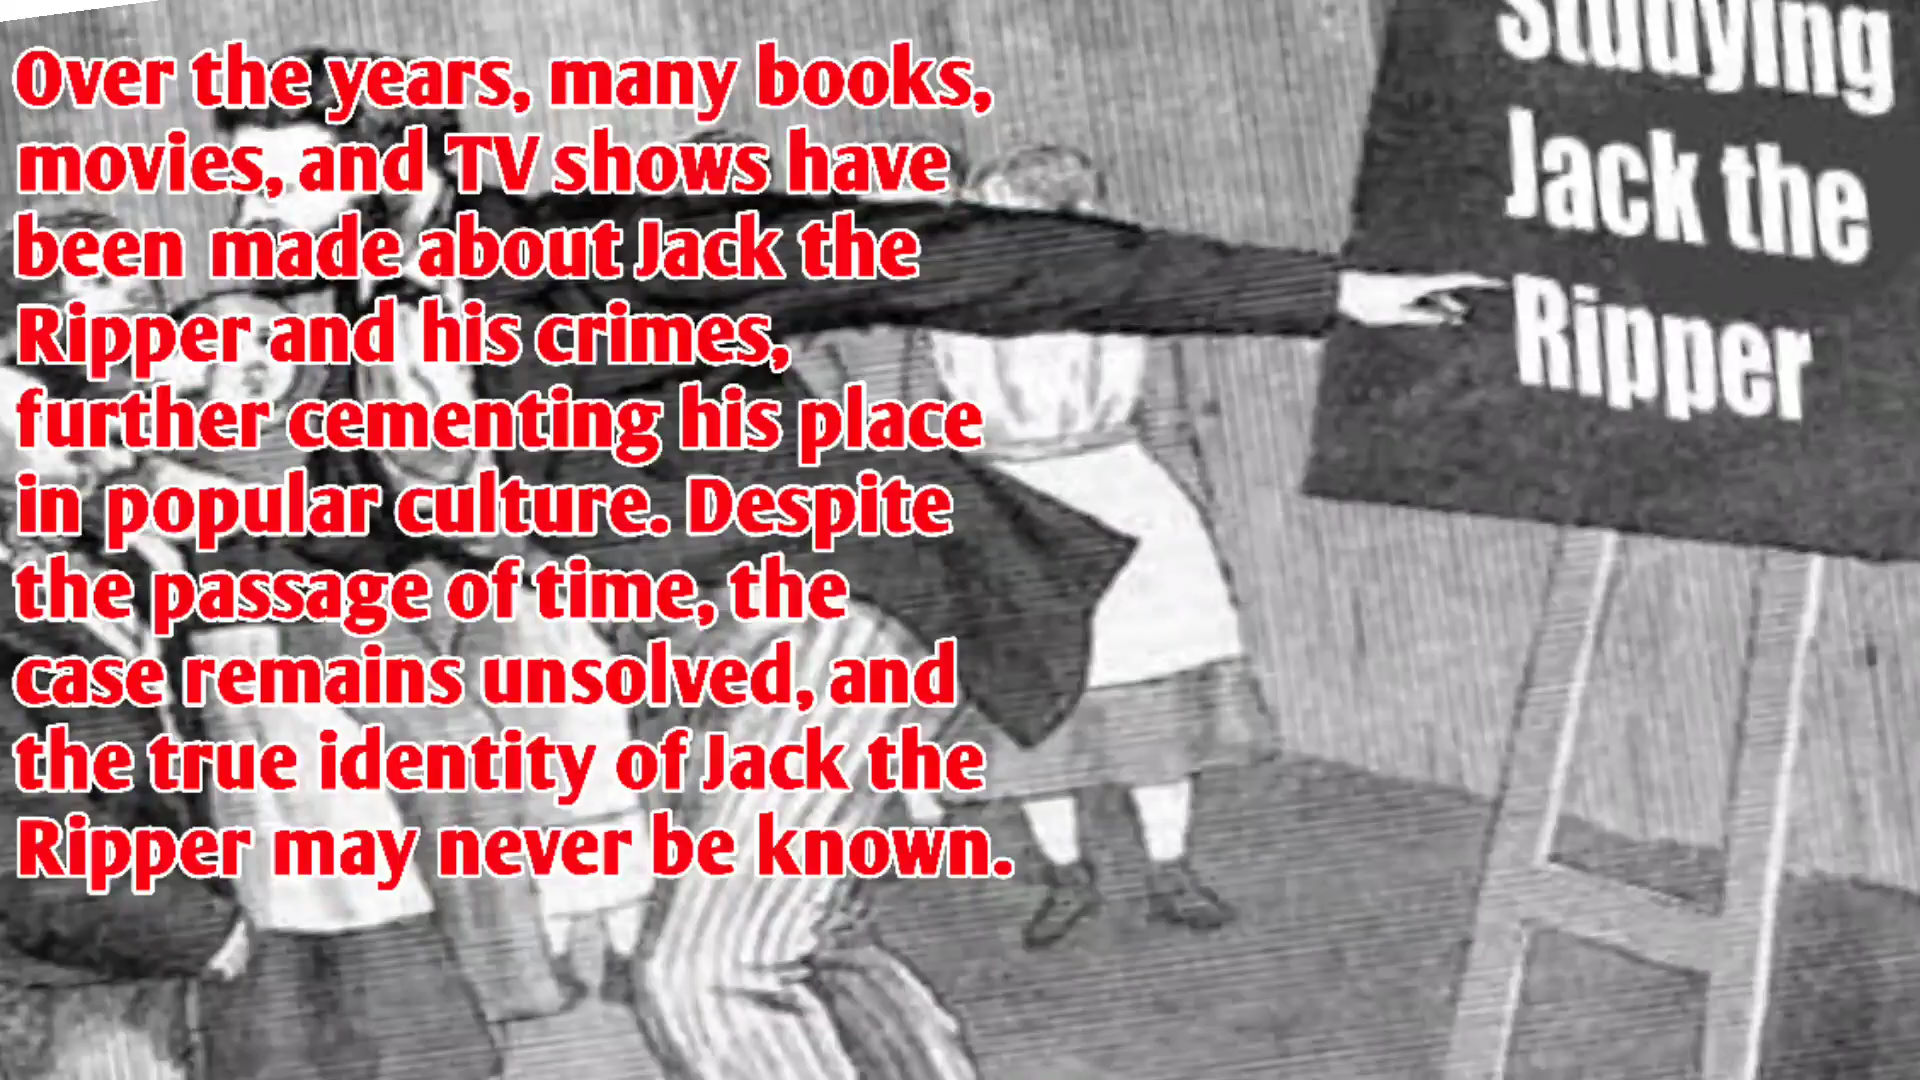 Over the years, many books,
movies, and TV shows have
been made about Jack the
Ripper and his crimes,
further cementing his place
in popular culture. Despite
the passage of time, the
case remains unsolved, and
the true identity of Jack the
Ripper may never be known.
Studying
Jack the
Ripper